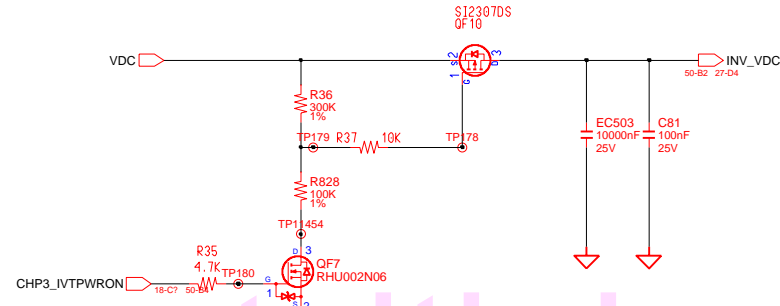 SI2307DS
QF10
VDC
S 2
D 3
1
G
INV_VDC
50-B2 27-D4
R36
300K
1%
EC503
10000nF
25V
C81
100nF
25V
TP179
R37
10K
TP178
R828
100K
1%
TP11454
D 3
R35
4.7K
TP180
QF7
RHU002N06
CHP3_IVTPWRON
18-C? 50-B4
G
1
S
2